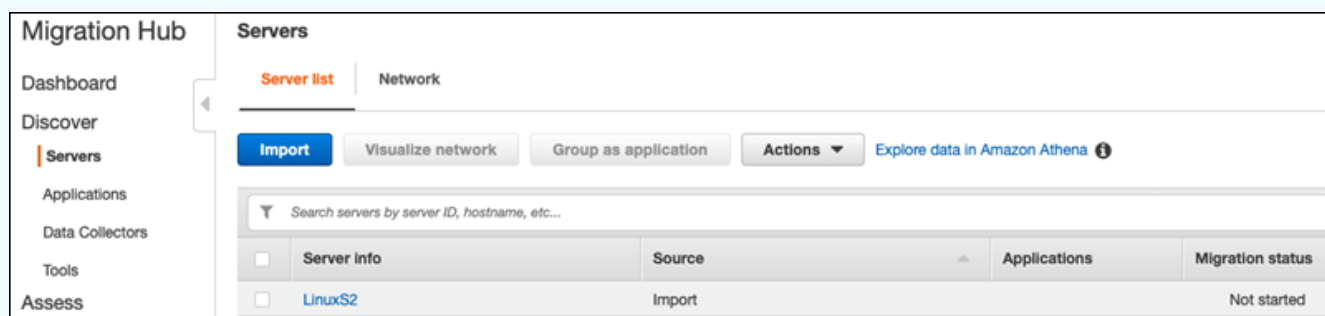 Migration Hub
Dashboard
Discover
Servers
Applications
Data Collectors
Tools
Assess
Servers
Server list Network
Import Visualize network Group as application Actions Explore data in Amazon Athena
Search servers by server ID, hostname, etc...
Server info Source Applications Migration status
LinuxS2 Import Not started